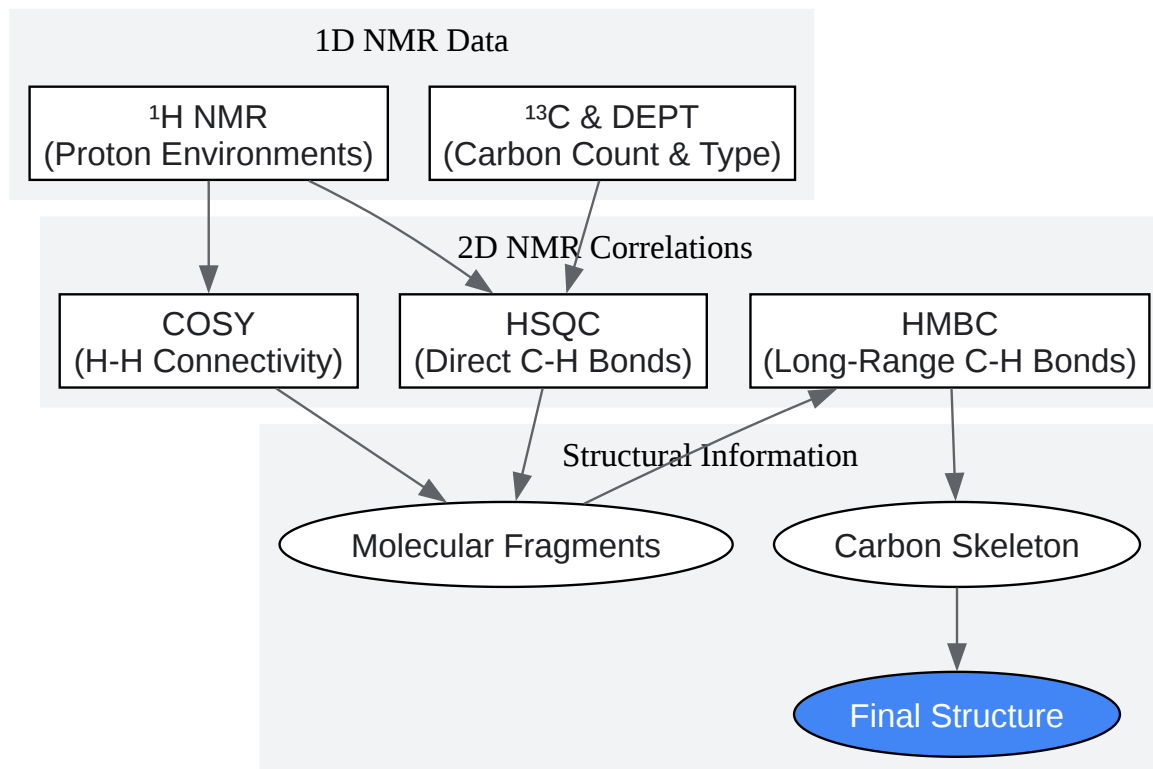 1D NMR Data
¹H NMR
(Proton Environments)
¹³C & DEPT
(Carbon Count & Type)
2D NMR Correlations
COSY
(H-H Connectivity)
HSQC
(Direct C-H Bonds)
HMBC
(Long-Range C-H Bonds)
Structural Information
Molecular Fragments
Carbon Skeleton
Final Structure